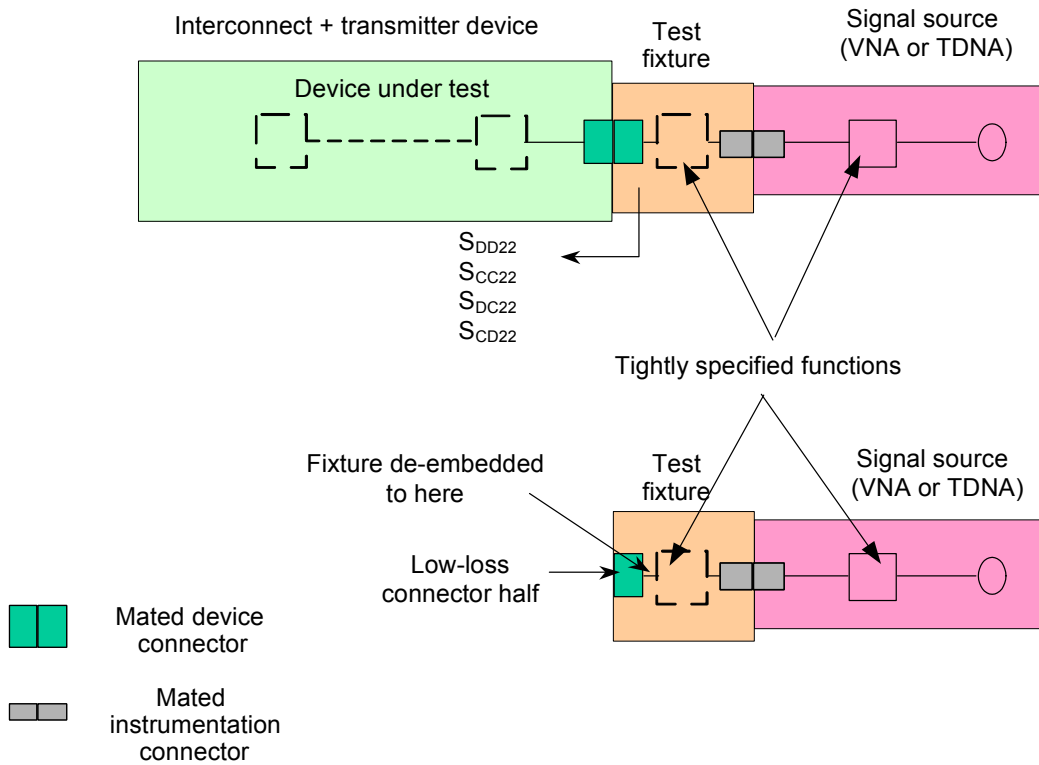 Interconnect + transmitter device
Test
fixture
Signal source
(VNA or TDNA)
Device under test
SDD22
SCC22
SDC22
SCD22
Tightly specified functions
Fixture de-embedded
to here
Test
fixture
Signal source
(VNA or TDNA)
Low-loss
connector half
Mated device
connector
Mated
instrumentation
connector